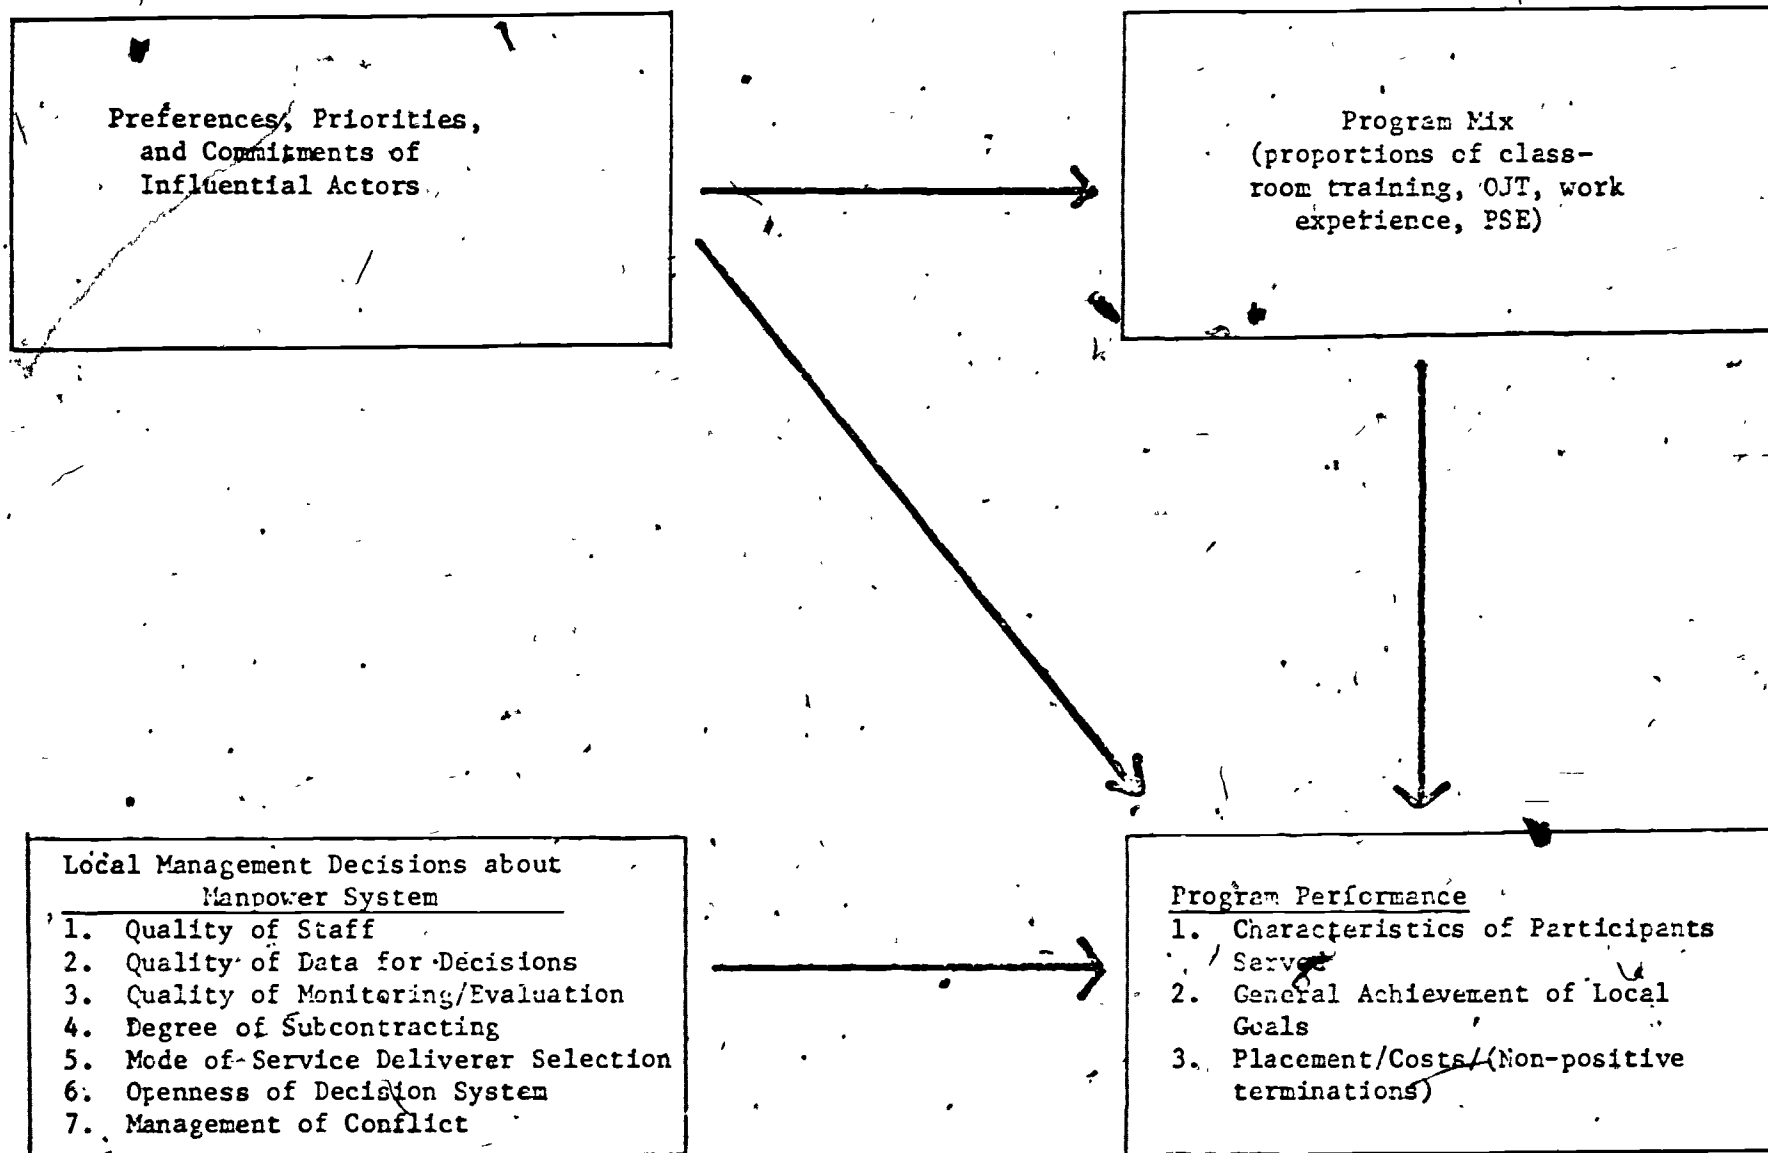 Preferences, Priorities,
and Commitments of
Influential Actors
Program Mix
(proportions of class-
room training, OJT, work
experience, PSE)
Local Management Decisions about
Manpower System
1. Quality of Staff
2. Quality of Data for Decisions
3. Quality of Monitoring/Evaluation
4. Degree of Subcontracting
5. Mode of Service Deliverer Selection
6. Openness of Decision System
7. Management of Conflict
Program Performance
1. Characteristics of Participants
Served
2. General Achievement of Local
Goals
3. Placement/Costs/(Non-positive
terminations)